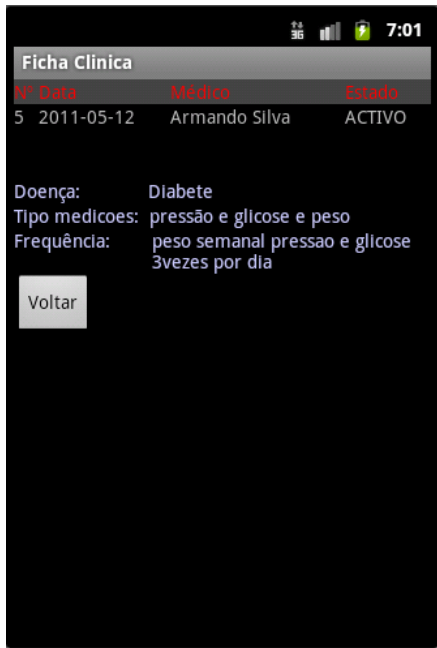 3G 7:01
Ficha Clinica
Nº Data Médico Estado
5 2011-05-12 Armando Silva ACTIVO
Doença: Diabete
Tipo medicoes: pressão e glicose e peso
Frequência: peso semanal pressao e glicose
3vezes por dia
Voltar